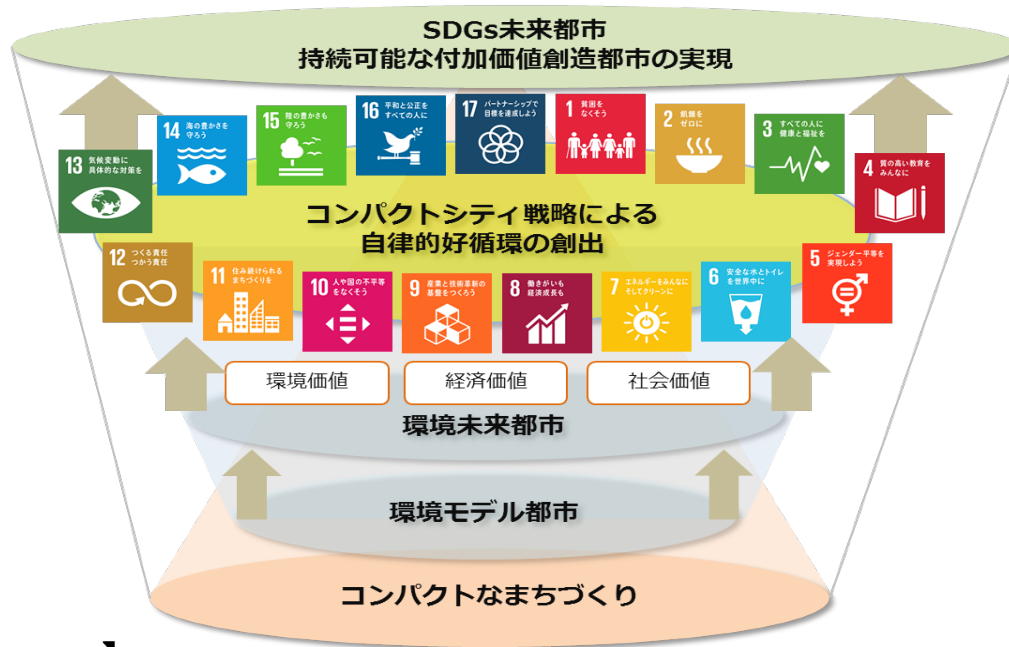 SDGs未来都市
持続可能な付加価値創造都市の実現
13 気候変動に
具体的な対策を
14 海の豊かさを
守ろう
15 陸の豊かさも
守ろう
16 平和と公正を
すべての人に
17 パートナーシップで
目標を達成しよう
1 貧困を
なくそう
2 飢餓を
ゼロに
3 すべての人に
健康と福祉を
4 質の高い教育を
みんなに
コンパクトシティ戦略による
自律的好循環の創出
12 つくる責任
つかう責任
11 住み続けられる
まちづくりを
10 人や国の不平等
をなくそう
9 産業と技術革新の
基盤をつくろう
8 働きがいも
経済成長も
7 エネルギーをみんなに
そしてクリーンに
6 安全な水とトイレ
を世界中に
5 ジェンダー平等を
実現しよう
環境価値
経済価値
社会価値
環境未来都市
環境モデル都市
コンパクトなまちづくり